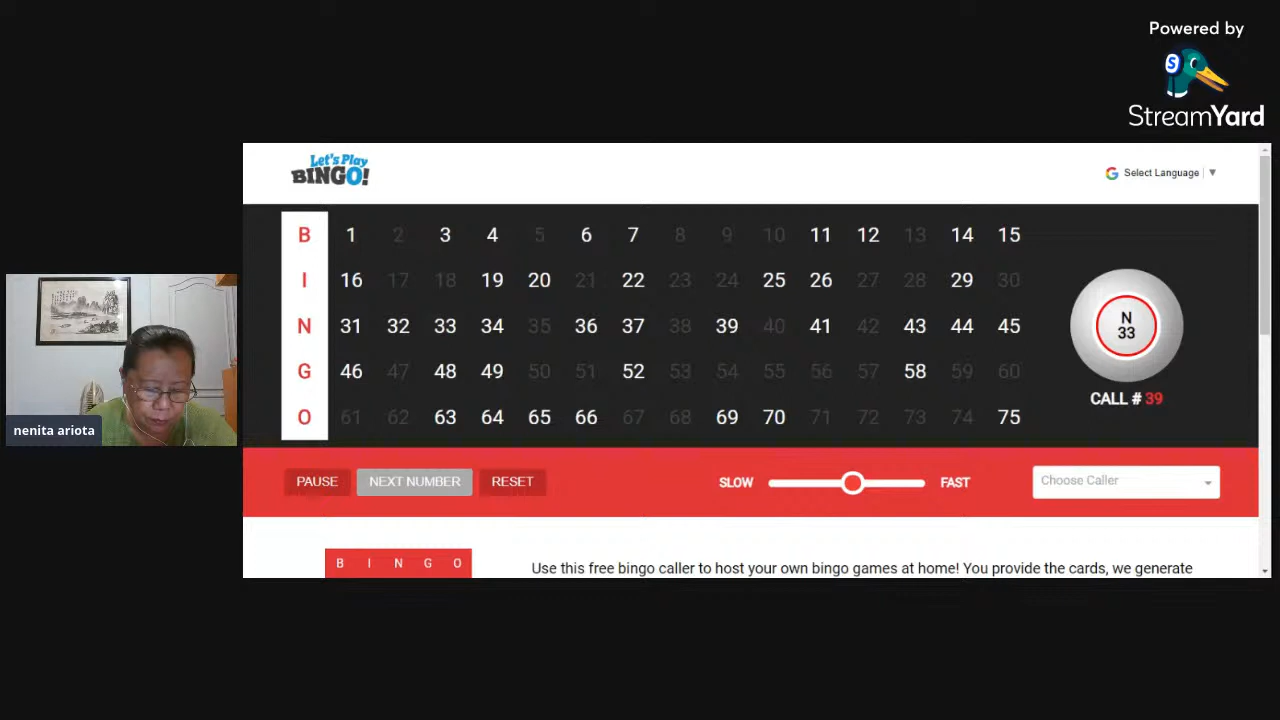 Powered by
StreamYard
Let's Play
BINGO!
Select Language
B 1 2 3 4 5 6 7 8 9 10 11 12 13 14 15
I 16 17 18 19 20 21 22 23 24 25 26 27 28 29 30
N 31 32 33 34 35 36 37 38 39 40 41 42 43 44 45
G 46 47 48 49 50 51 52 53 54 55 56 57 58 59 60
O 61 62 63 64 65 66 67 68 69 70 71 72 73 74 75
N
33
CALL # 39
nenita ariota
PAUSE NEXT NUMBER RESET SLOW FAST Choose Caller
B I N G O
Use this free bingo caller to host your own bingo games at home! You provide the cards, we generate